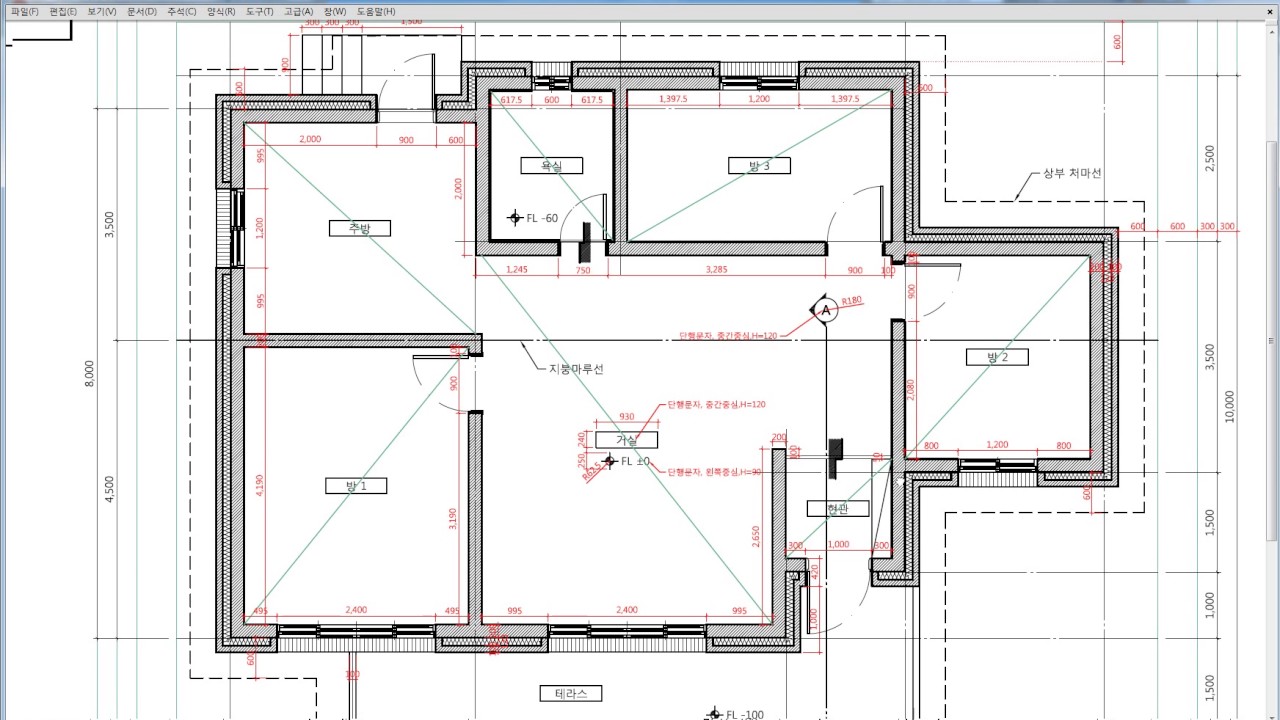 파일(F) 편집(E) 보기(V) 문서(D) 주석(C) 양식(R) 도구(T) 고급(A) 창(W) 도움말(H)
300 300 300 1,500
600
900
600
600
617.5 600 617.5
1,397.5 1,200 1,397.5
2,000 900 600
995
2,500
욕실
방 3
상부 처마선
2,000
3,500
1,200
주방
FL -60
600 600 300 300
1,245 750 3,285 900 100
900
995
A
R180
단행문자, 중간중심,H=120
지붕마루선
방 2
3,500
8,000
900
2,080
10,000
단행문자, 중간중심,H=120
930
240
거실
200
250
FL ±0
R62.5
단행문자, 왼쪽중심,H=90
800 1,200 800
4,500
4,190
방 1
3,190
600
현관
2,650
1,500
300 1,000 300
420
495 2,400 495
995 2,400 995
1,000
1,000
600
100
테라스
1,500
FL -100